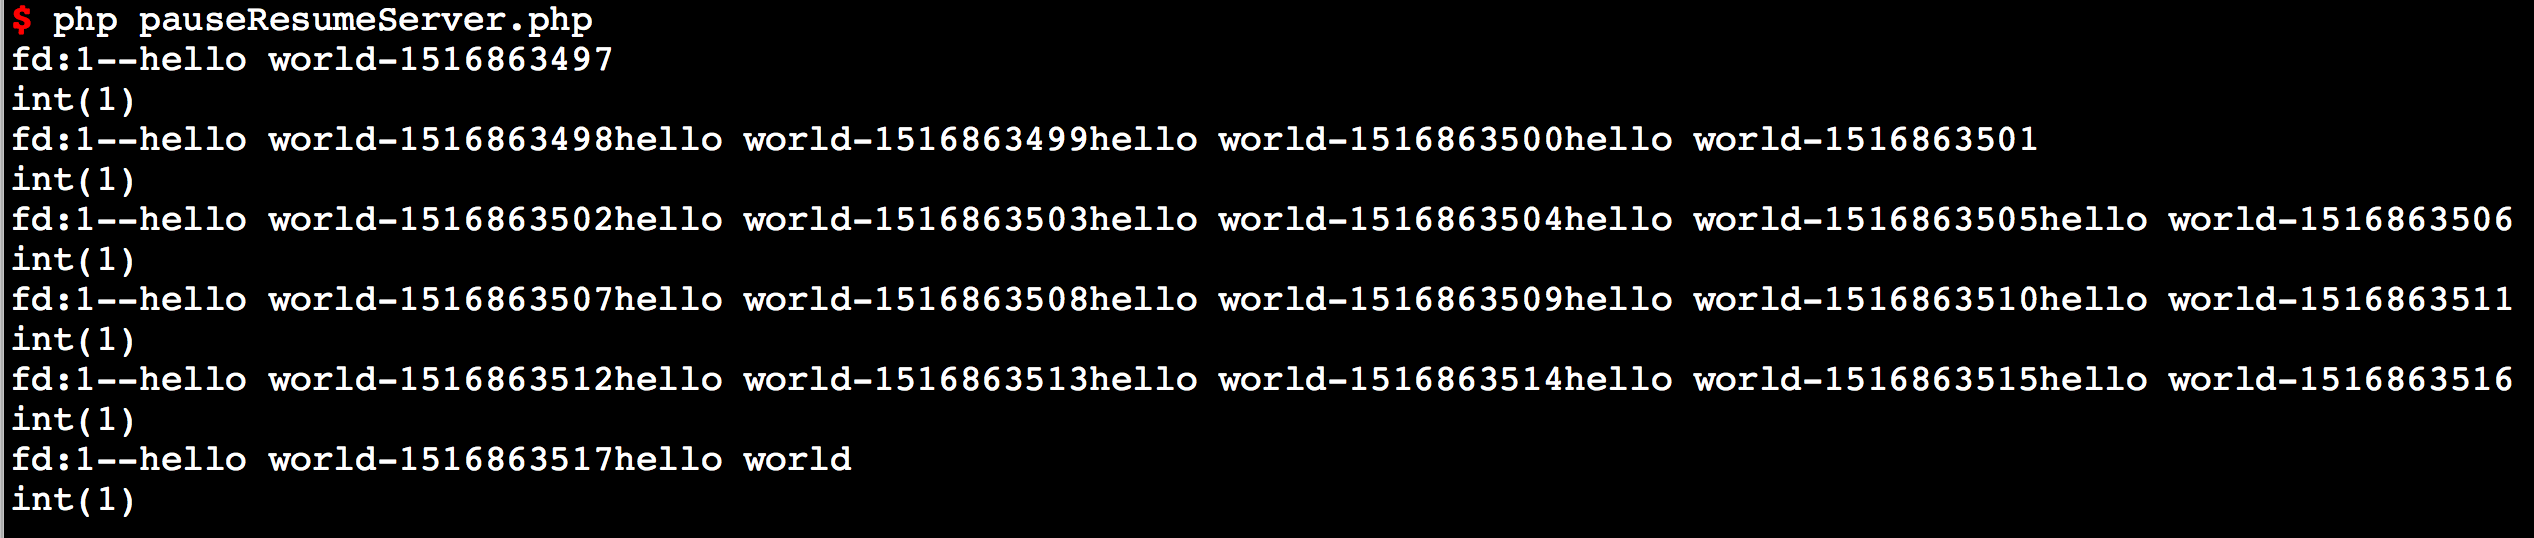 $ php pauseResumeServer.php
fd:1--hello world-1516863497
int(1)
fd:1--hello world-1516863498hello world-1516863499hello world-1516863500hello world-1516863501
int(1)
fd:1--hello world-1516863502hello world-1516863503hello world-1516863504hello world-1516863505hello world-1516863506
int(1)
fd:1--hello world-1516863507hello world-1516863508hello world-1516863509hello world-1516863510hello world-1516863511
int(1)
fd:1--hello world-1516863512hello world-1516863513hello world-1516863514hello world-1516863515hello world-1516863516
int(1)
fd:1--hello world-1516863517hello world
int(1)